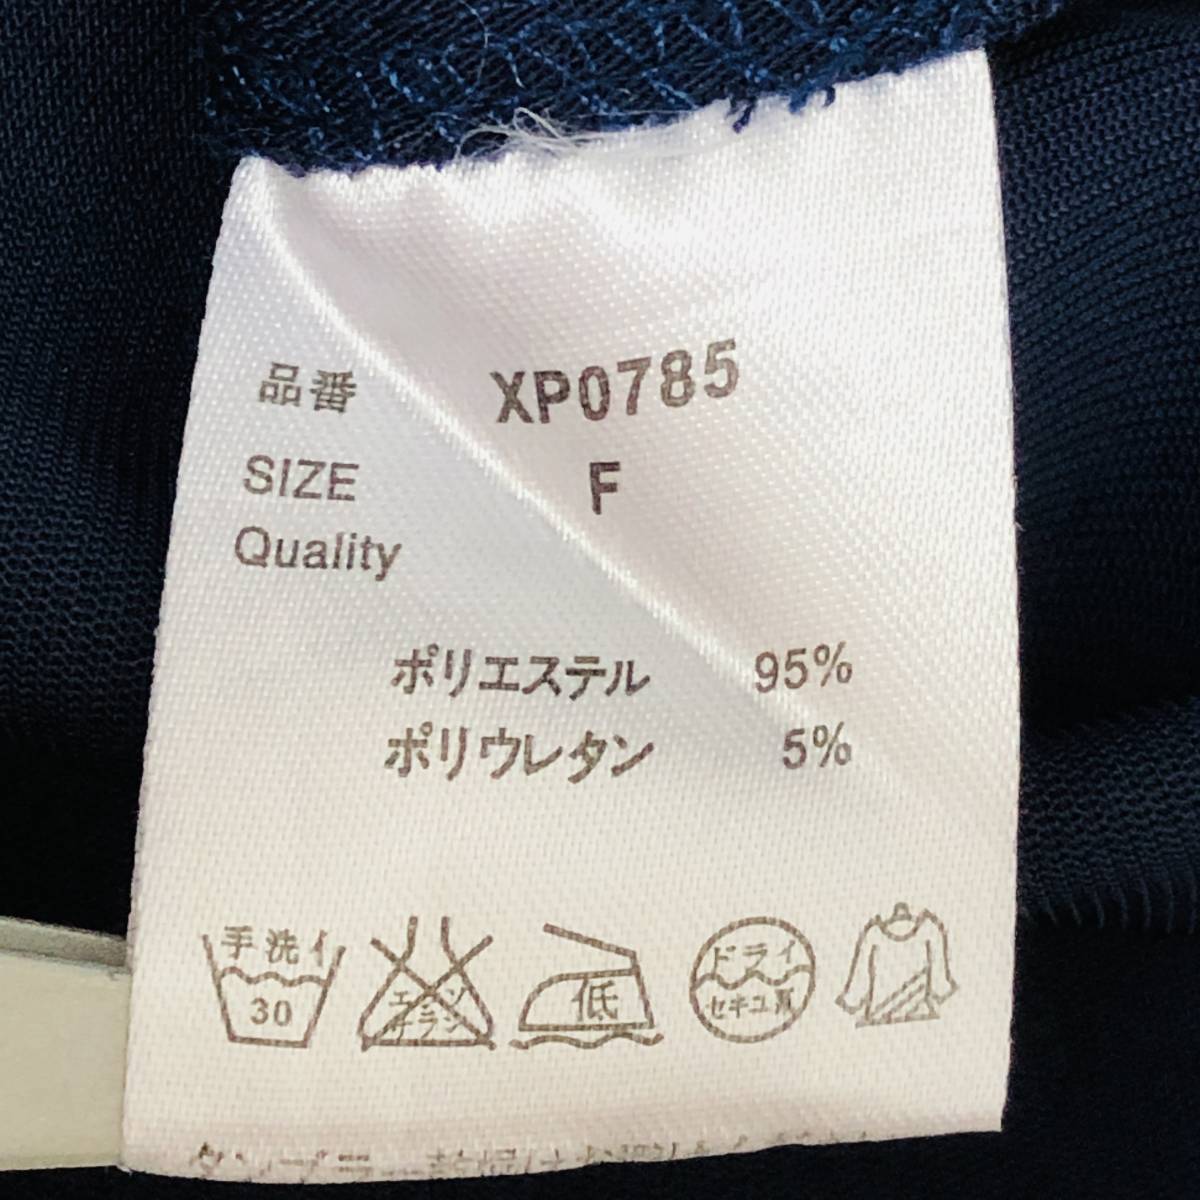 品番 XP0785
SIZE F
Quality
ポリエステル 95%
ポリウレタン 5%
手洗イ 30
エンソ サラシ
低
ドライ セキユ系